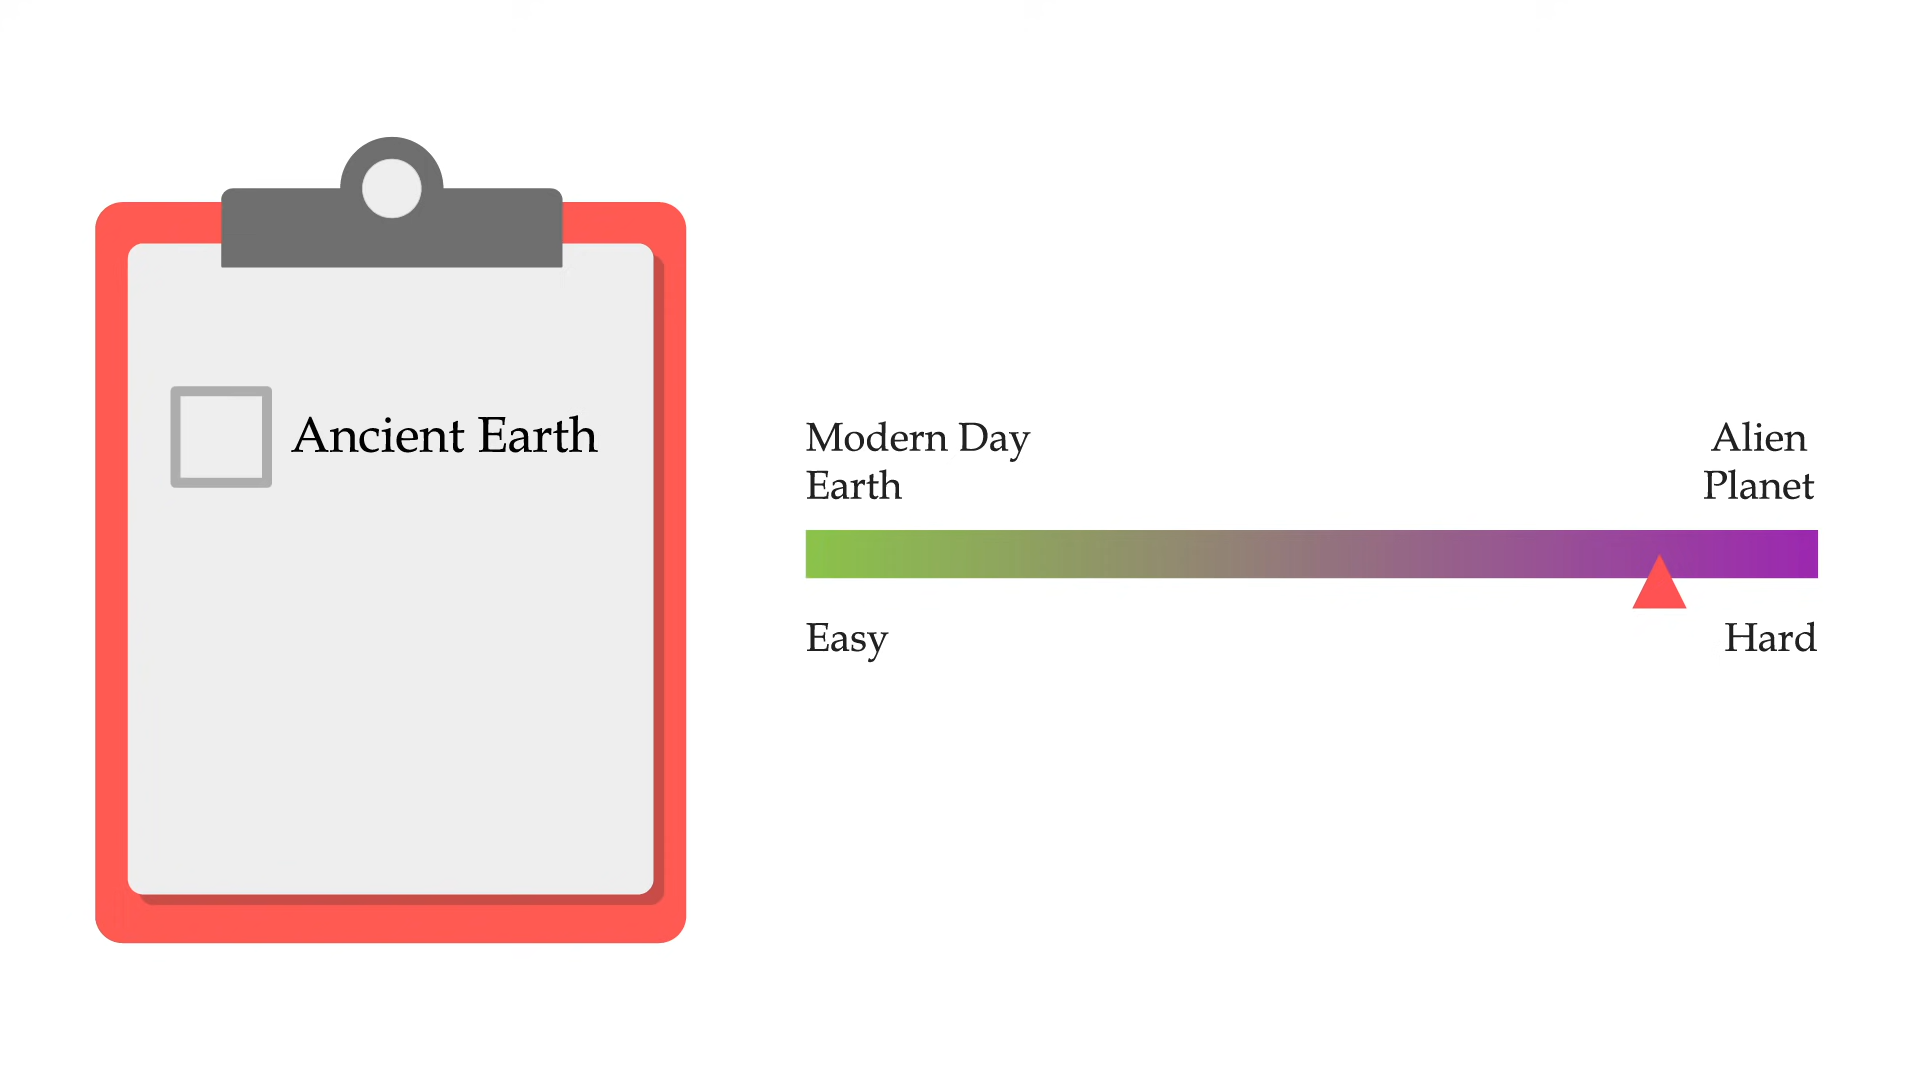 Ancient Earth
Modern Day
Earth
Alien
Planet
Easy
Hard